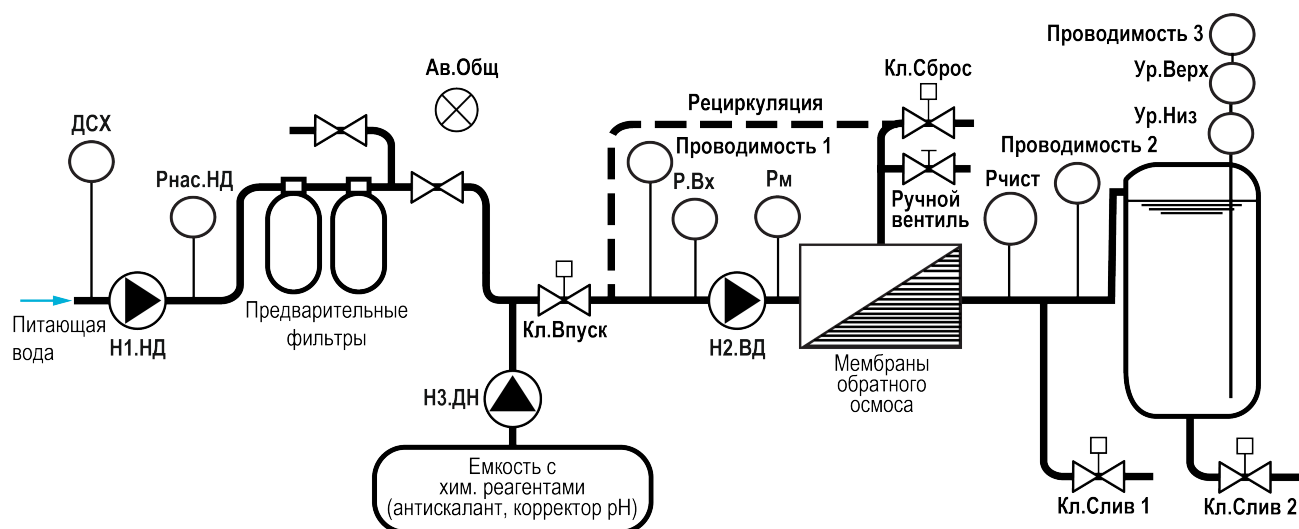 Проводимость 3
Ав.Общ
Кл.Сброс
Ур.Верх
Рециркуляция
Ур.Низ
ДСХ
Проводимость 1
Проводимость 2
Рнас.НД
Р.Вх
Рм
Ручной
вентиль
Рчист
Питающая
вода
Н1.НД
Предварительные
фильтры
Кл.Впуск
Н2.ВД
Мембраны
обратного
осмоса
Н3.ДН
Емкость с
хим. реагентами
(антискалант, корректор рН)
Кл.Слив 1
Кл.Слив 2